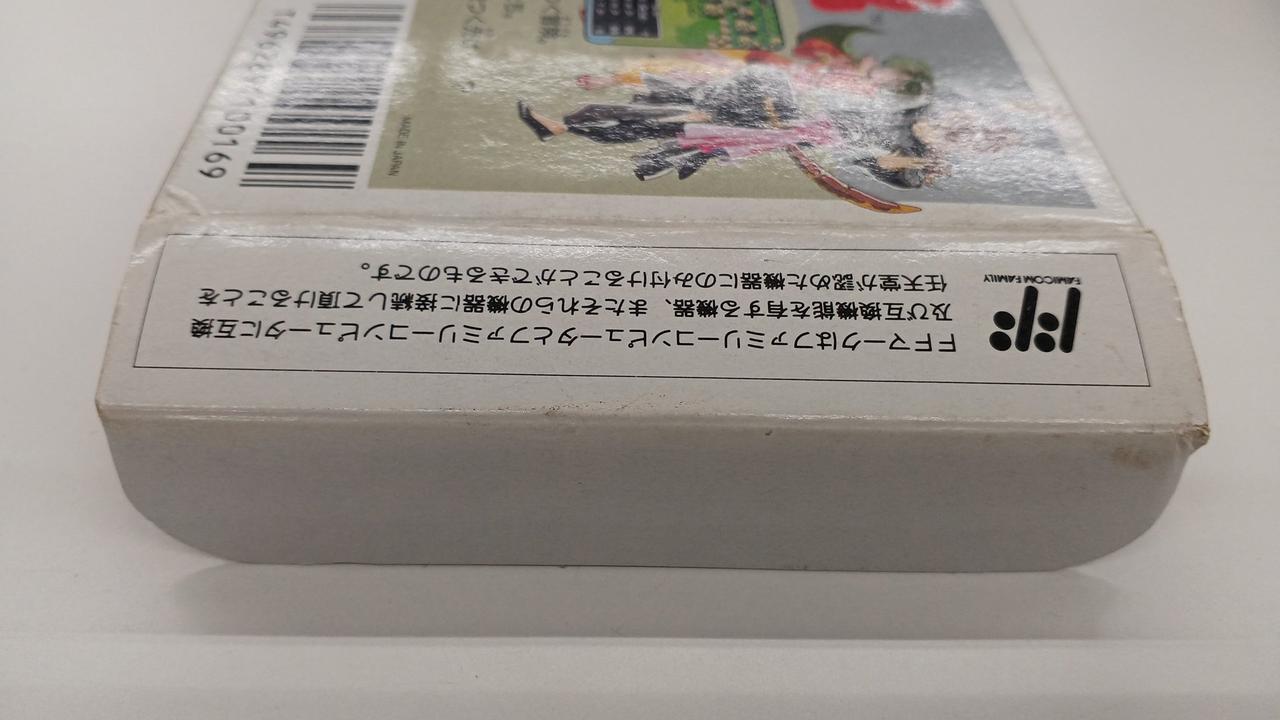 FAMICOM FAMILY
FFマークはファミリーコンピュータとファミリーコンピュータに互換
及び互換機能を有する機器、またそれらの機器に接続して頂けることを
任天堂が認めた機器にのみ付けることができるものです。
MADE IN JAPAN
100169